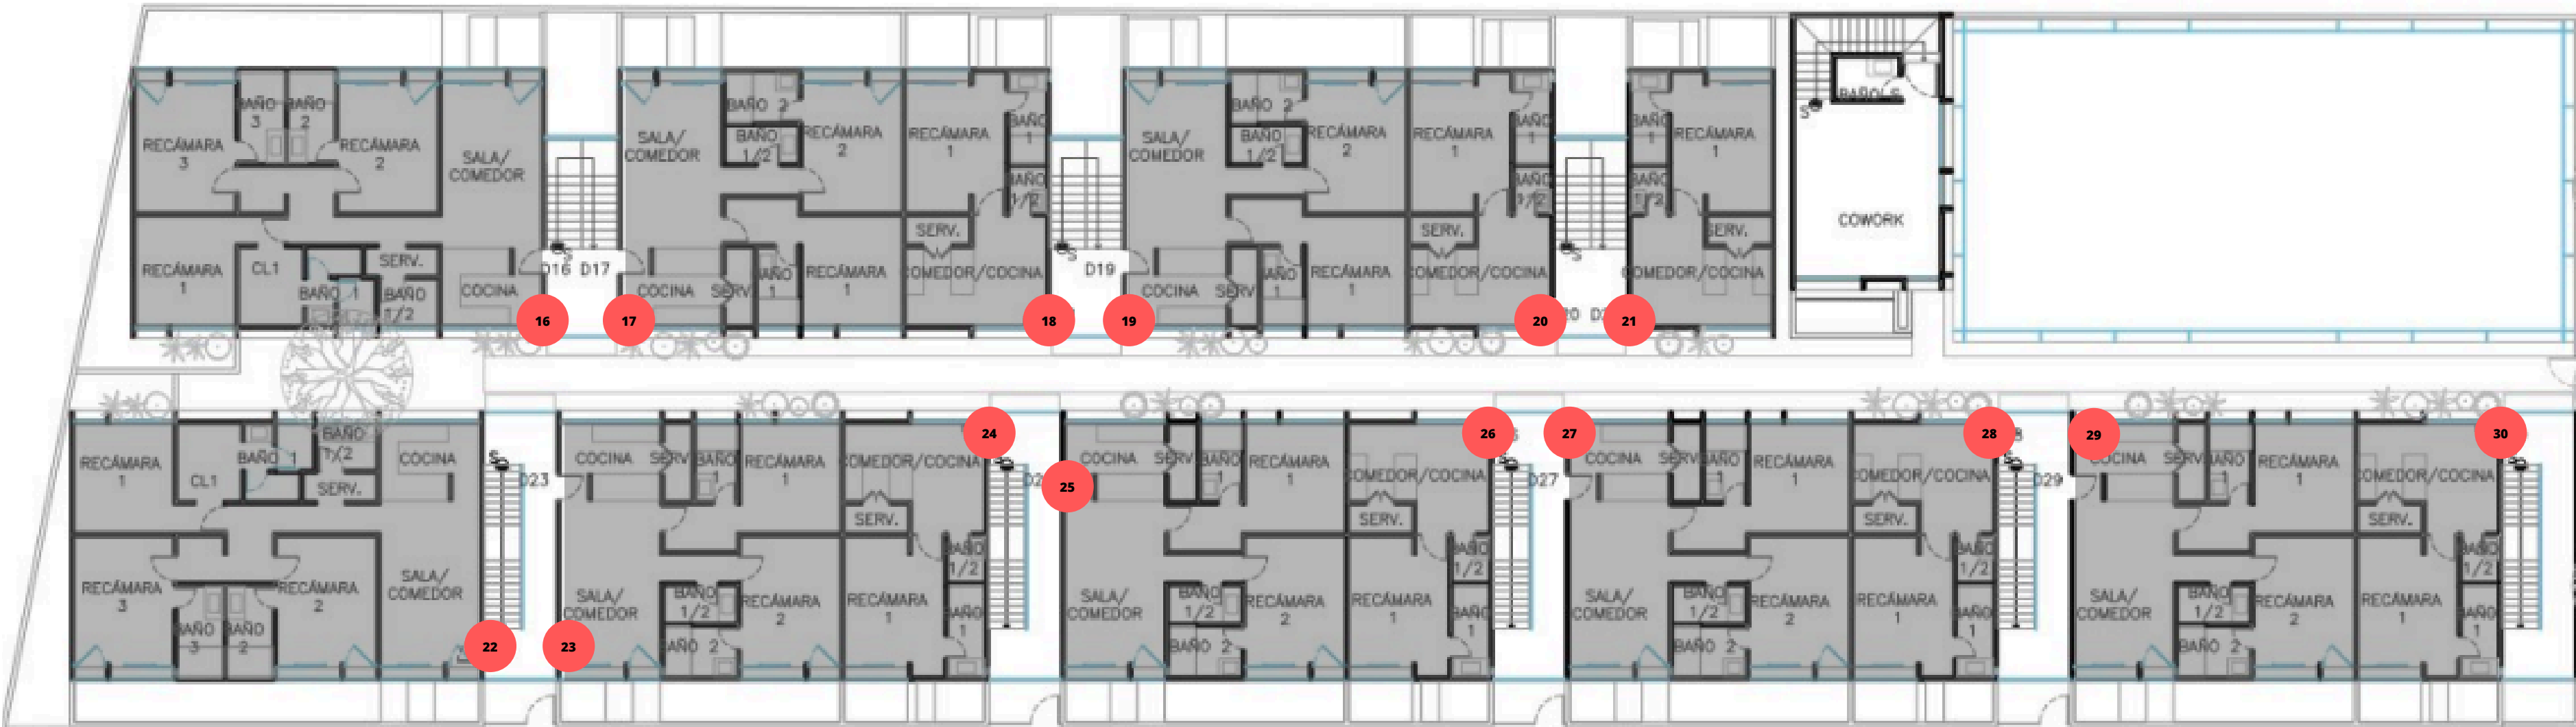 BAÑO 3
BAÑO 2
RECÁMARA 3
RECÁMARA 2
SALA/
COMEDOR
RECÁMARA 1
CL1
BAÑO 1
SERV.
BAÑO 1/2
COCINA
D16 D17
16
17
SALA/
COMEDOR
BAÑO 2
BAÑO 1/2
RECÁMARA 2
COCINA
SERV.
BAÑO 1
RECÁMARA 1
RECÁMARA 1
BAÑO 1
BAÑO 1/2
SERV.
COMEDOR/COCINA
S
D19
18
19
SALA/
COMEDOR
BAÑO 2
BAÑO 1/2
RECÁMARA 2
COCINA
SERV
BAÑO 1
RECÁMARA 1
RECÁMARA 1
BAÑO 1
BAÑO 1/2
SERV.
COMEDOR/COCINA
S
20
21
BAÑO 1
BAÑO 1/2
RECÁMARA 1
SERV.
COMEDOR/COCINA
S
BAÑO S
COWORK
RECÁMARA 1
CL1
BAÑO 1
BAÑO 1/2
SERV.
COCINA
RECÁMARA 3
BAÑO 3
BAÑO 2
RECÁMARA 2
SALA/
COMEDOR
S
D23
22
23
COCINA
SERV
BAÑO 1
RECÁMARA 1
COMEDOR/COCINA
SERV.
SALA/
COMEDOR
BAÑO 1/2
BAÑO 2
RECÁMARA 2
RECÁMARA 1
BAÑO 1/2
BAÑO 1
24
25
COCINA
SERV
BAÑO 1
RECÁMARA 1
COMEDOR/COCINA
SERV.
SALA/
COMEDOR
BAÑO 1/2
BAÑO 2
RECÁMARA 2
RECÁMARA 1
BAÑO 1/2
BAÑO 1
26
D27
27
COCINA
SERV
BAÑO 1
RECÁMARA 1
COMEDOR/COCINA
SERV.
SALA/
COMEDOR
BAÑO 1/2
BAÑO 2
RECÁMARA 2
RECÁMARA 1
BAÑO 1/2
BAÑO 1
28
D29
29
COCINA
SERV
BAÑO 1
RECÁMARA 1
COMEDOR/COCINA
SERV.
SALA/
COMEDOR
BAÑO 1/2
BAÑO 2
RECÁMARA 2
RECÁMARA 1
BAÑO 1/2
BAÑO 1
30